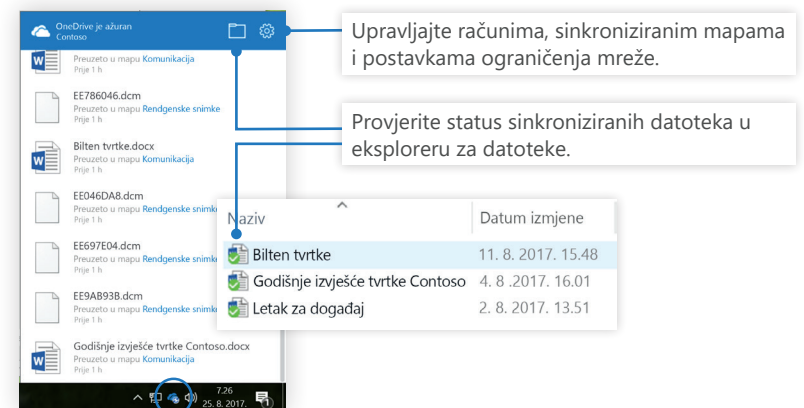 OneDrive je ažuran
Contoso
Preuzeto u mapu Komunikacija
Prije 1 h
EE786046.dcm
Preuzeto u mapu Rendgenske snimke
Prije 1 h
Bilten tvrtke.docx
Preuzeto u mapu Komunikacija
Prije 1 h
EE046DA8.dcm
Preuzeto u mapu Rendgenske snimke
Prije 1 h
EE697E04.dcm
Preuzeto u mapu Rendgenske
Prije 1 h
EE9AB93B.dcm
Preuzeto u mapu Rendgenske
Prije 1 h
Godišnje izvješće tvrtke Contoso.docx
Preuzeto u mapu Komunikacija
Prije 1 h
7.26
25. 8. 2017.
1
Upravljajte računima, sinkroniziranim mapama
i postavkama ograničenja mreže.
Provjerite status sinkroniziranih datoteka u
eksploreru za datoteke.
Naziv Datum izmjene
Bilten tvrtke 11. 8. 2017. 15.48
Godišnje izvješće tvrtke Contoso 4. 8 .2017. 16.01
Letak za događaj 2. 8. 2017. 13.51